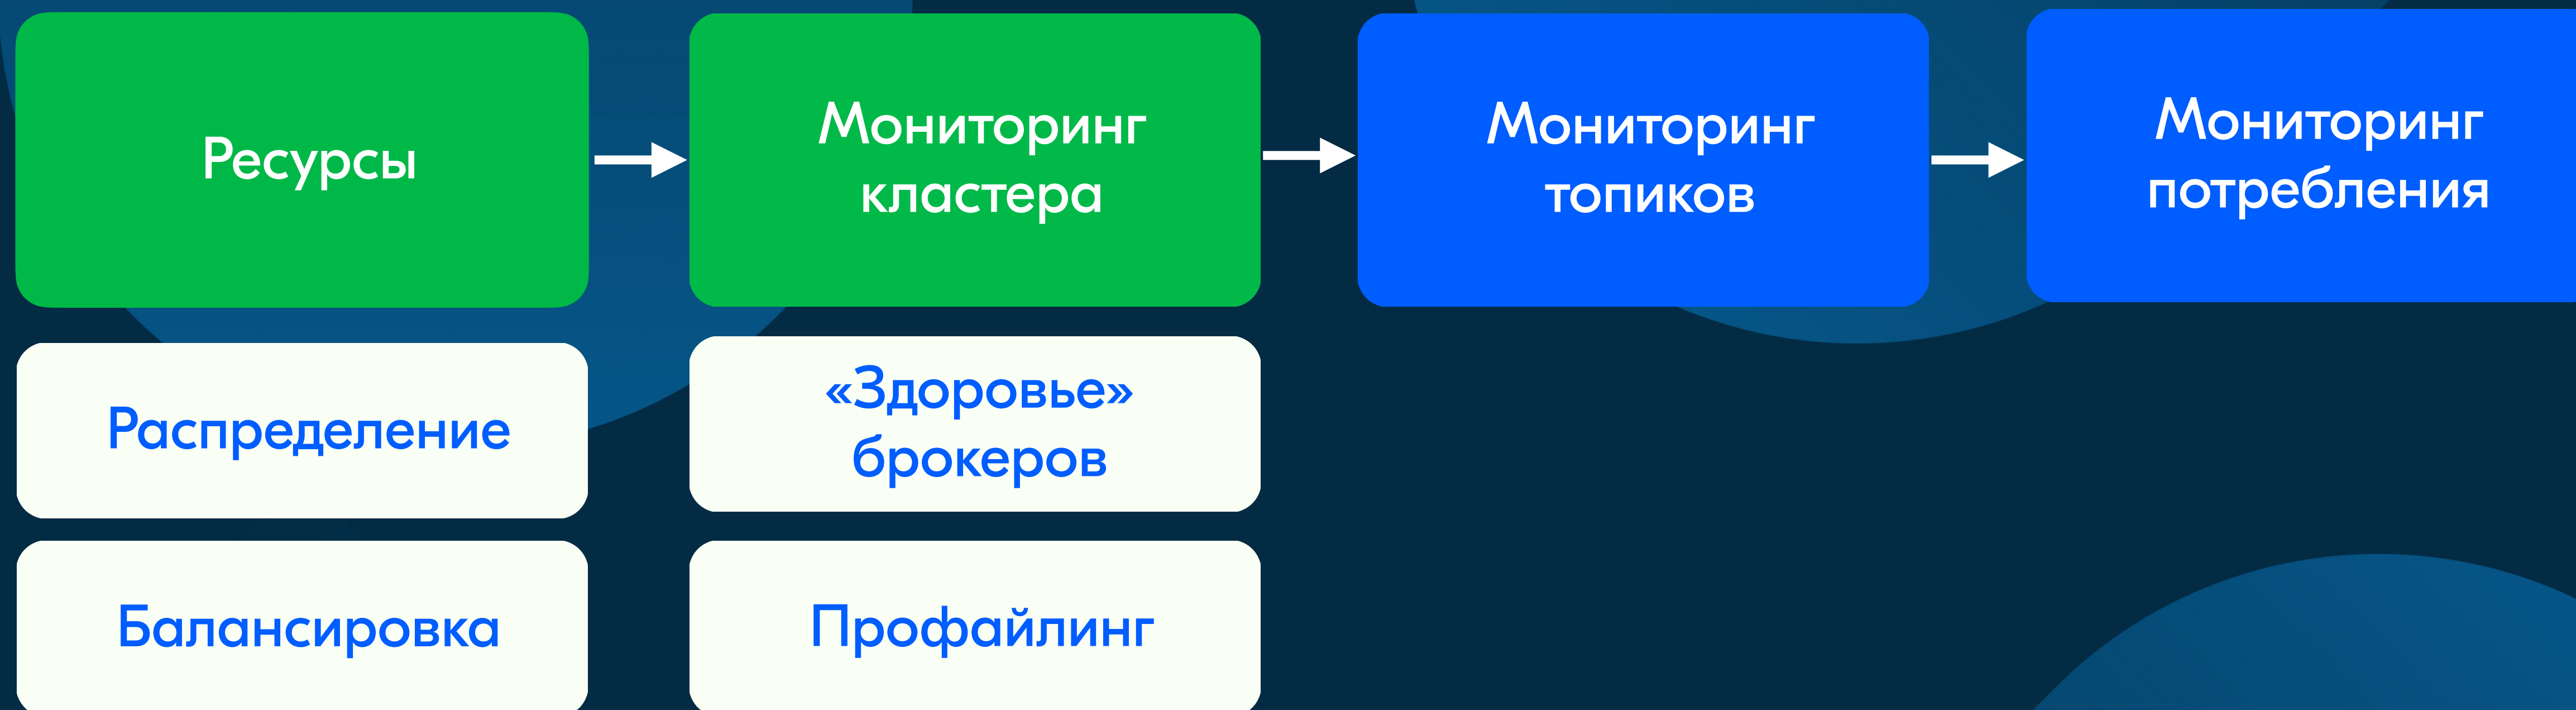 Ресурсы
Мониторинг
кластера
Мониторинг
топиков
Мониторинг
потребления
Распределение
«Здоровье»
брокеров
Балансировка
Профайлинг